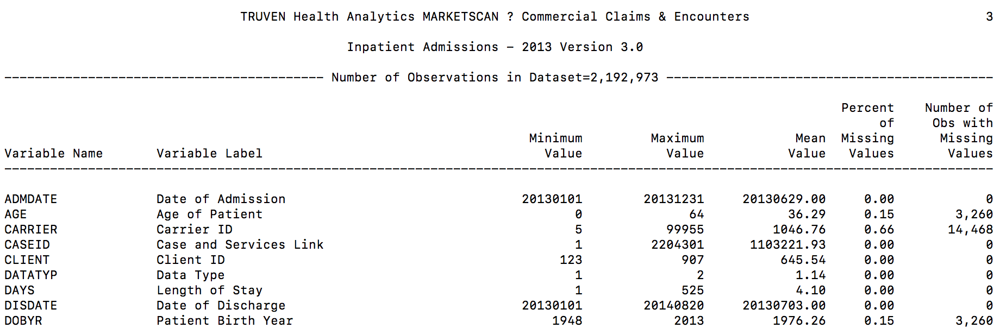 TRUVEN Health Analytics MARKETSCAN ? Commercial Claims & Encounters 3
Inpatient Admissions – 2013 Version 3.0
–––––––––––––––––––––––––––––––––––––––––– Number of Observations in Dataset=2,192,973 –––––––––––––––––––––––––––––––––––––––––––
Percent Number of
of Obs with
Minimum Maximum Mean Missing Missing
Variable Name Variable Label Value Value Value Values Values
ADMDATE Date of Admission 20130101 20131231 20130629.00 0.00 0
AGE Age of Patient 0 64 36.29 0.15 3,260
CARRIER Carrier ID 5 99955 1046.76 0.66 14,468
CASEID Case and Services Link 1 2204301 1103221.93 0.00 0
CLIENT Client ID 123 907 645.54 0.00 0
DATATYP Data Type 1 2 1.14 0.00 0
DAYS Length of Stay 1 525 4.10 0.00 0
DISDATE Date of Discharge 20130101 20140820 20130703.00 0.00 0
DOBYR Patient Birth Year 1948 2013 1976.26 0.15 3,260